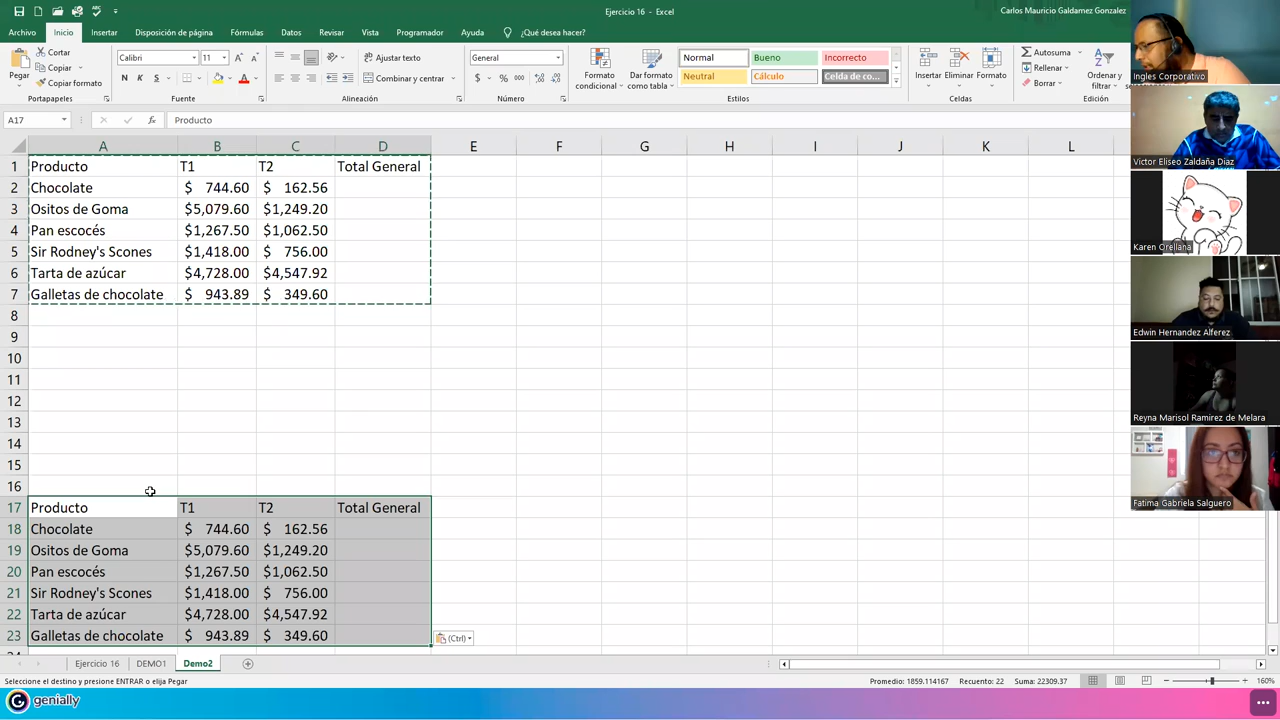 Ejercicio 16 - Excel
Carlos Mauricio Galdamez Gonzalez
Archivo Inicio Insertar Disposición de página Fórmulas Datos Revisar Vista Programador Ayuda ¿Qué desea hacer?
Pegar
Cortar
Copiar
Copiar formato
Portapapeles
Calibri 11
N K S
Fuente
Ajustar texto
Combinar y centrar
Alineación
General
$ % 000
Número
Formato condicional
Dar formato como tabla
Normal Bueno Incorrecto
Neutral Cálculo Celda de co...
Estilos
Insertar Eliminar Formato
Celdas
Autosuma
Rellenar
Borrar
Ordenar y filtrar
Edición
A17 fx Producto
A B C D E F G H I J K L
1 Producto T1 T2 Total General
2 Chocolate $ 744.60 $ 162.56
3 Ositos de Goma $5,079.60 $1,249.20
4 Pan escocés $1,267.50 $1,062.50
5 Sir Rodney's Scones $1,418.00 $ 756.00
6 Tarta de azúcar $4,728.00 $4,547.92
7 Galletas de chocolate $ 943.89 $ 349.60
8
9
10
11
12
13
14
15
16
17 Producto T1 T2 Total General
18 Chocolate $ 744.60 $ 162.56
19 Ositos de Goma $5,079.60 $1,249.20
20 Pan escocés $1,267.50 $1,062.50
21 Sir Rodney's Scones $1,418.00 $ 756.00
22 Tarta de azúcar $4,728.00 $4,547.92
23 Galletas de chocolate $ 943.89 $ 349.60
(Ctrl)
Ejercicio 16 DEMO1 Demo2
Seleccione el destino y presione ENTRAR o elija Pegar
Promedio: 1859.114167 Recuento: 22 Suma: 22309.37
160%
genially
Ingles Corporativo
Victor Eliseo Zaldaña Diaz
Karen Orellana
Edwin Hernandez Alferez
Reyna Marisol Ramirez de Melara
Fatima Gabriela Salguero